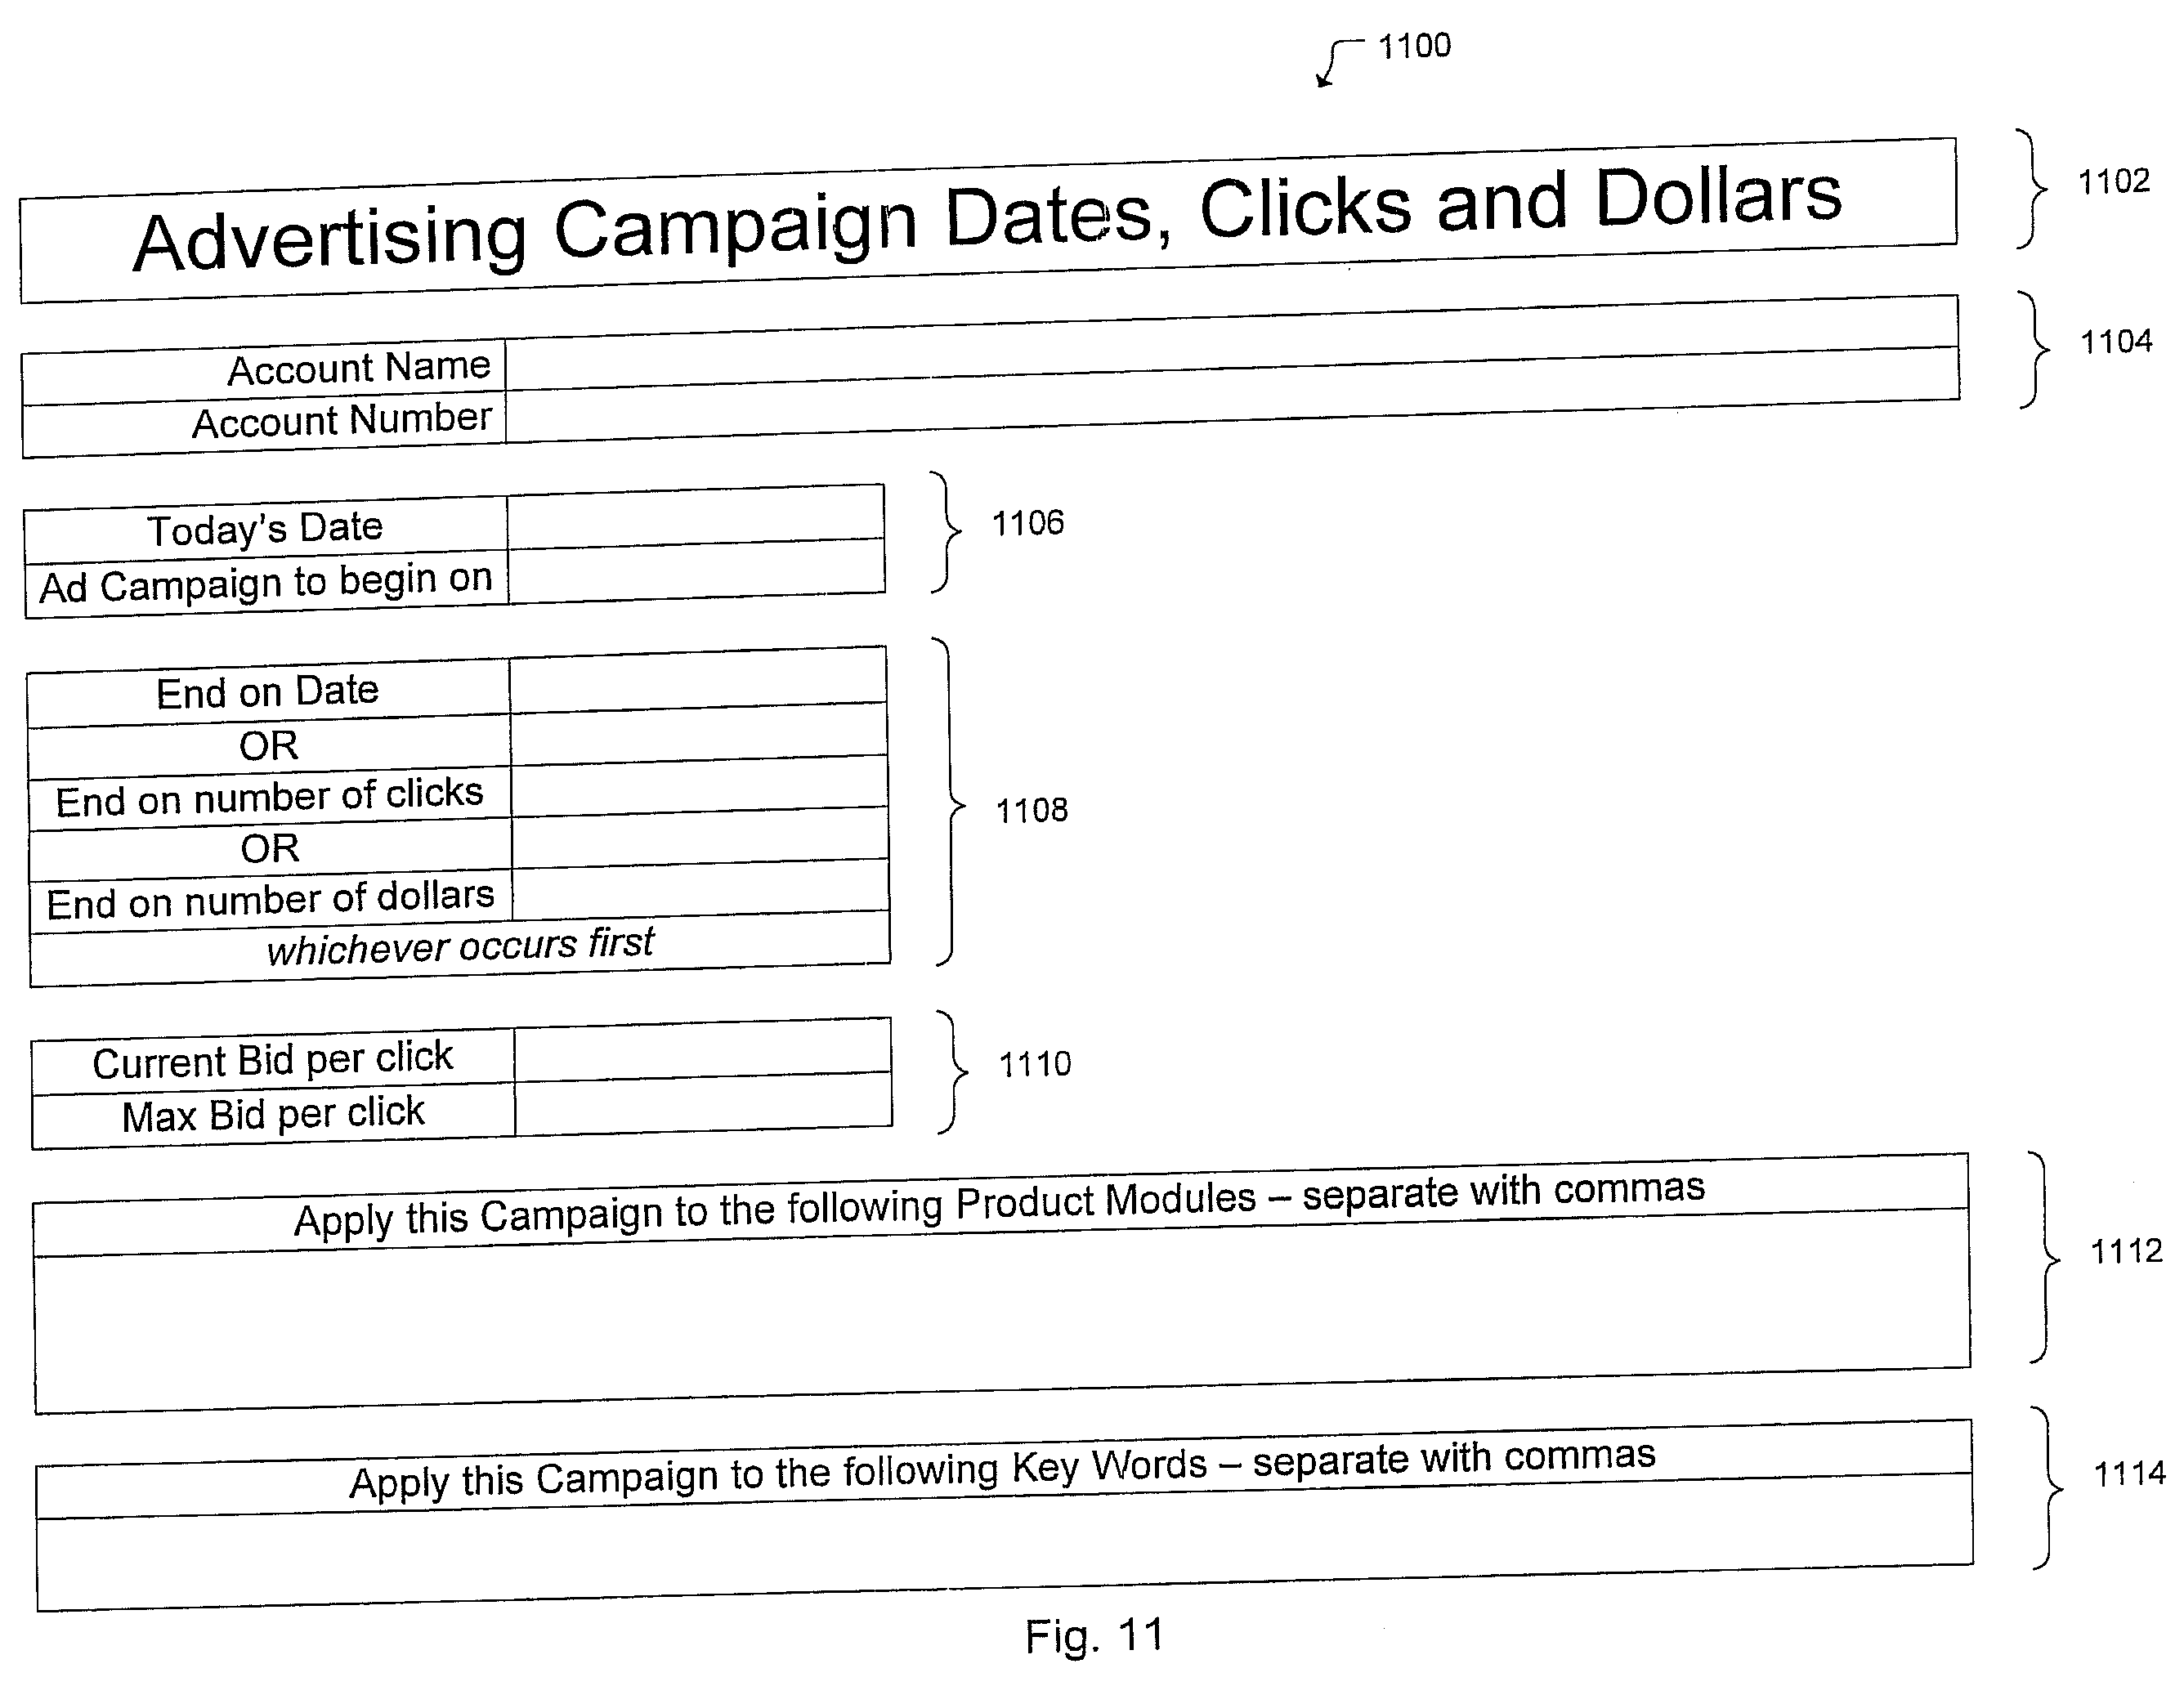 1100
Advertising Campaign Dates, Clicks and Dollars
1102
Account Name
Account Number
1104
Today's Date
Ad Campaign to begin on
1106
End on Date
OR
End on number of clicks
OR
End on number of dollars
whichever occurs first
1108
Current Bid per click
Max Bid per click
1110
Apply this Campaign to the following Product Modules – separate with commas
1112
Apply this Campaign to the following Key Words – separate with commas
1114
Fig. 11